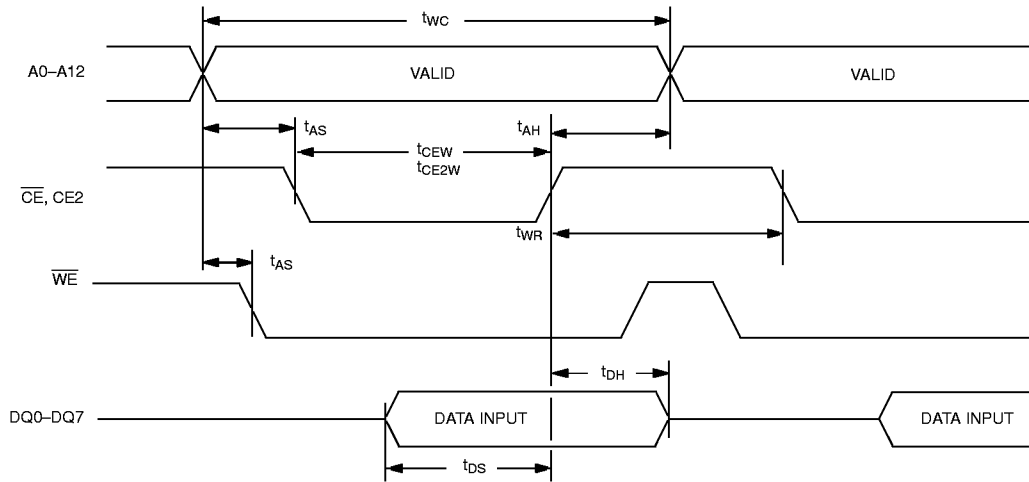 tWC
A0–A12
VALID
VALID
tAS
tAH
tCEW
tCE2W
CE, CE2
tWR
tAS
WE
tDH
DQ0–DQ7
DATA INPUT
DATA INPUT
tDS